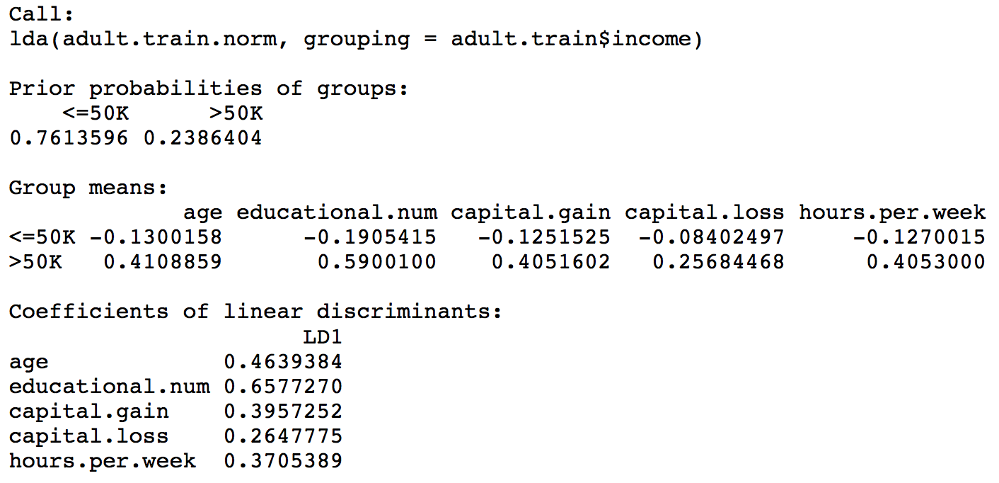 Call:
lda(adult.train.norm, grouping = adult.train$income)
Prior probabilities of groups:
<=50K >50K
0.7613596 0.2386404
Group means:
age educational.num capital.gain capital.loss hours.per.week
<=50K -0.1300158 -0.1905415 -0.1251525 -0.08402497 -0.1270015
>50K 0.4108859 0.5900100 0.4051602 0.25684468 0.4053000
Coefficients of linear discriminants:
LD1
age 0.4639384
educational.num 0.6577270
capital.gain 0.3957252
capital.loss 0.2647775
hours.per.week 0.3705389